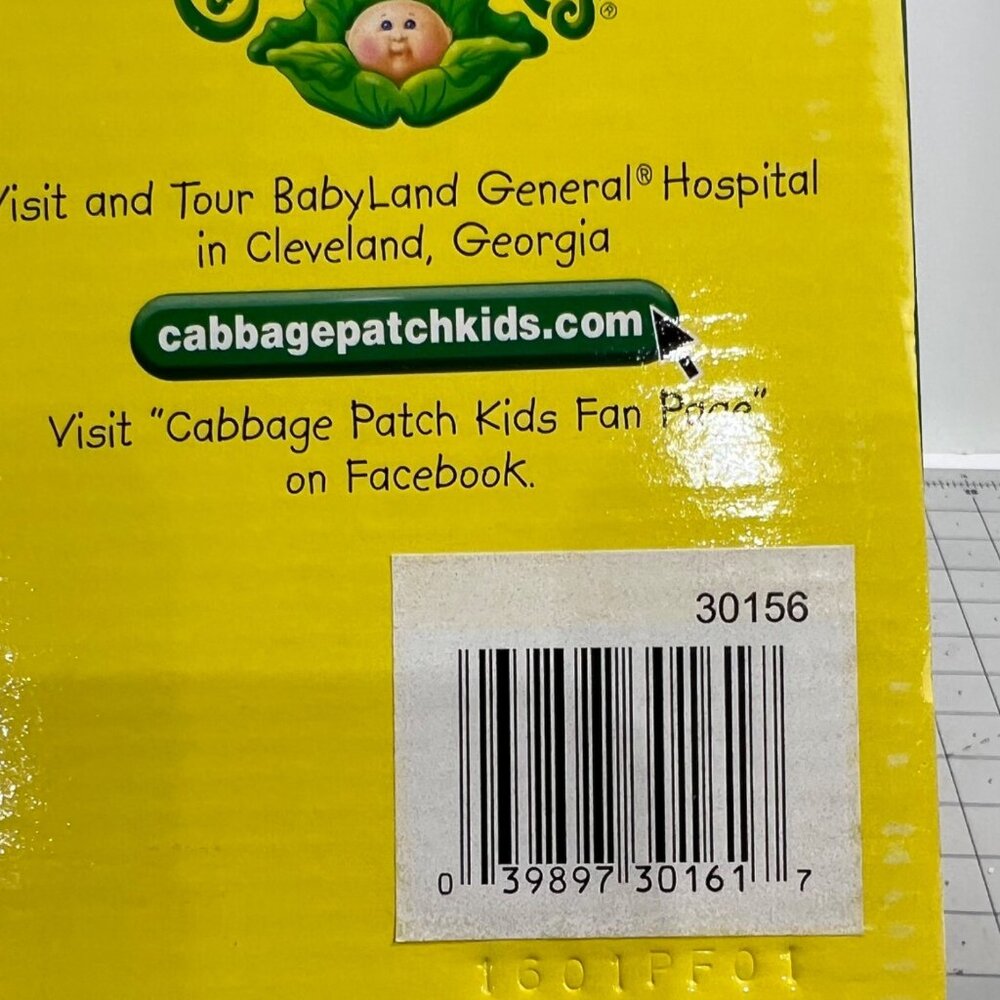 Visit and Tour BabyLand General® Hospital
in Cleveland, Georgia
cabbagepatchkids.com
Visit "Cabbage Patch Kids Fan Page"
on Facebook.
30156
0 39897 30161 7
1601PF01